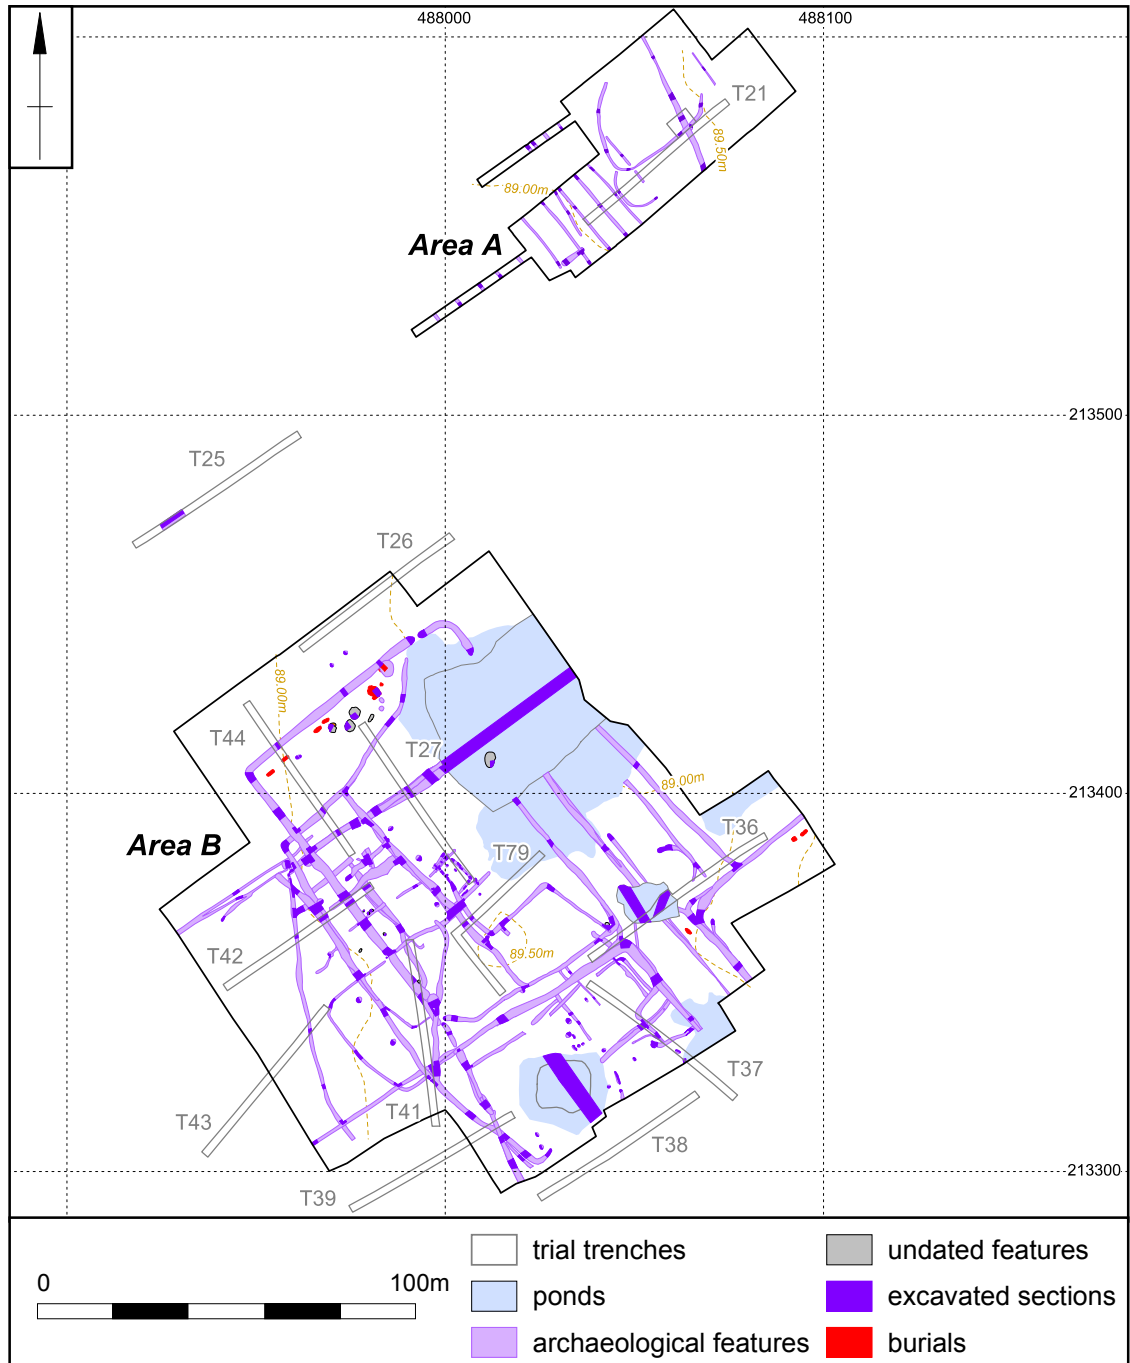 488000
488100
T21
89.50m
89.00m
Area A
213500
T25
T26
89.00m
T44
T27
89.00m
213400
T36
Area B
T79
T42
89.50m
T37
T43
T41
T38
213300
T39
0
100m
trial trenches
undated features
ponds
excavated sections
archaeological features
burials